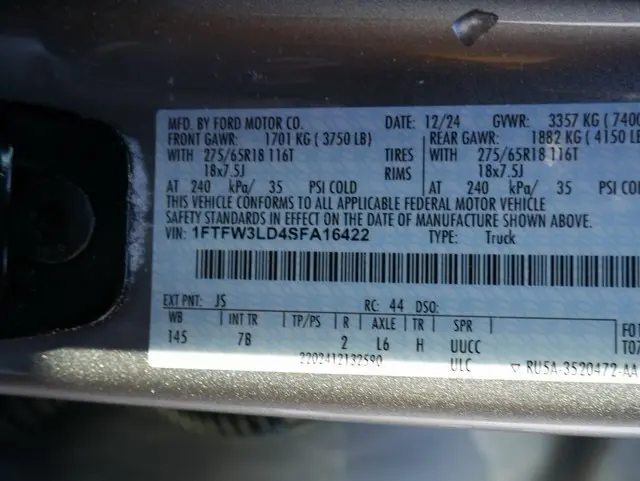 MFD. BY FORD MOTOR CO. DATE: 12/24 GVWR: 3357 KG ( 7400
FRONT GAWR: 1701 KG ( 3750 LB) REAR GAWR: 1882 KG ( 4150 LB
WITH 275/65R18 116T TIRES WITH 275/65R18 116T
18x7.5J RIMS 18x7.5J
AT 240 kPa/ 35 PSI COLD AT 240 kPa/ 35 PSI CO
THIS VEHICLE CONFORMS TO ALL APPLICABLE FEDERAL MOTOR VEHICLE
SAFETY STANDARDS IN EFFECT ON THE DATE OF MANUFACTURE SHOWN ABOVE.
VIN: 1FTFW3LD4SFA16422 TYPE: Truck
EXT PNT: JS RC: 44 DSO:
WB INT TR TP/PS R AXLE TR SPR
145 7B 2 L6 H UUCC
2202412132590 ULC ▽ RU5A-3520472-AA
FO
TO7